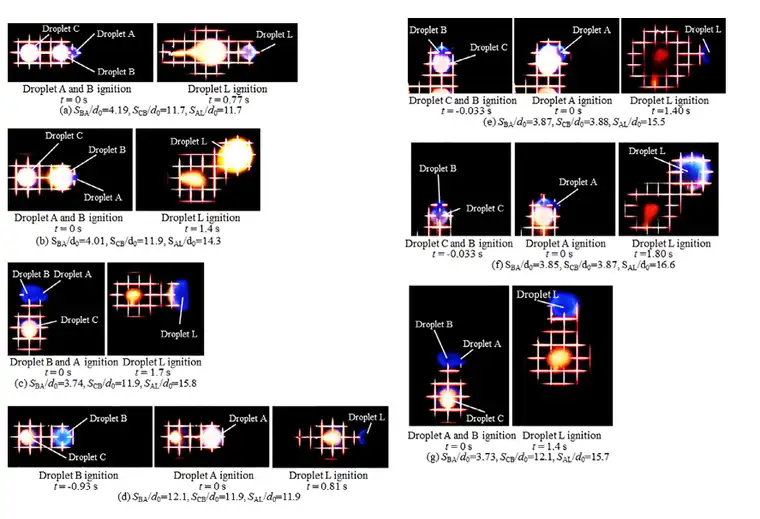 Droplet C
Droplet A
Droplet B
Droplet L
Droplet A and B ignition
t = 0 s
Droplet L ignition
t = 0.77 s
(a) SBA/d0=4.19, SCB/d0=11.7, SAL/d0=11.7
Droplet C
Droplet B
Droplet A
Droplet L
Droplet A and B ignition
t = 0 s
Droplet L ignition
t = 1.4 s
(b) SBA/d0=4.01, SCB/d0=11.9, SAL/d0=14.3
Droplet B Droplet A
Droplet C
Droplet L
Droplet B and A ignition
t = 0 s
Droplet L ignition
t = 1.7 s
(c) SBA/d0=3.74, SCB/d0=11.9, SAL/d0=15.8
Droplet B
Droplet C
Droplet A
Droplet L
Droplet B ignition
t = -0.93 s
Droplet A ignition
t = 0 s
Droplet L ignition
t = 0.81 s
(d) SBA/d0=12.1, SCB/d0=11.9, SAL/d0=11.9
Droplet B
Droplet C
Droplet A
Droplet L
Droplet C and B ignition
t = -0.033 s
Droplet A ignition
t = 0 s
Droplet L ignition
t = 1.40 s
(e) SBA/d0=3.87, SCB/d0=3.88, SAL/d0=15.5
Droplet B
Droplet C
Droplet A
Droplet L
Droplet C and B ignition
t = -0.033 s
Droplet A ignition
t = 0 s
Droplet L ignition
t = 1.80 s
(f) SBA/d0=3.85, SCB/d0=3.87, SAL/d0=16.6
Droplet B
Droplet A
Droplet C
Droplet L
Droplet A and B ignition
t = 0 s
Droplet L ignition
t = 1.4 s
(g) SBA/d0=3.73, SCB/d0=12.1, SAL/d0=15.7